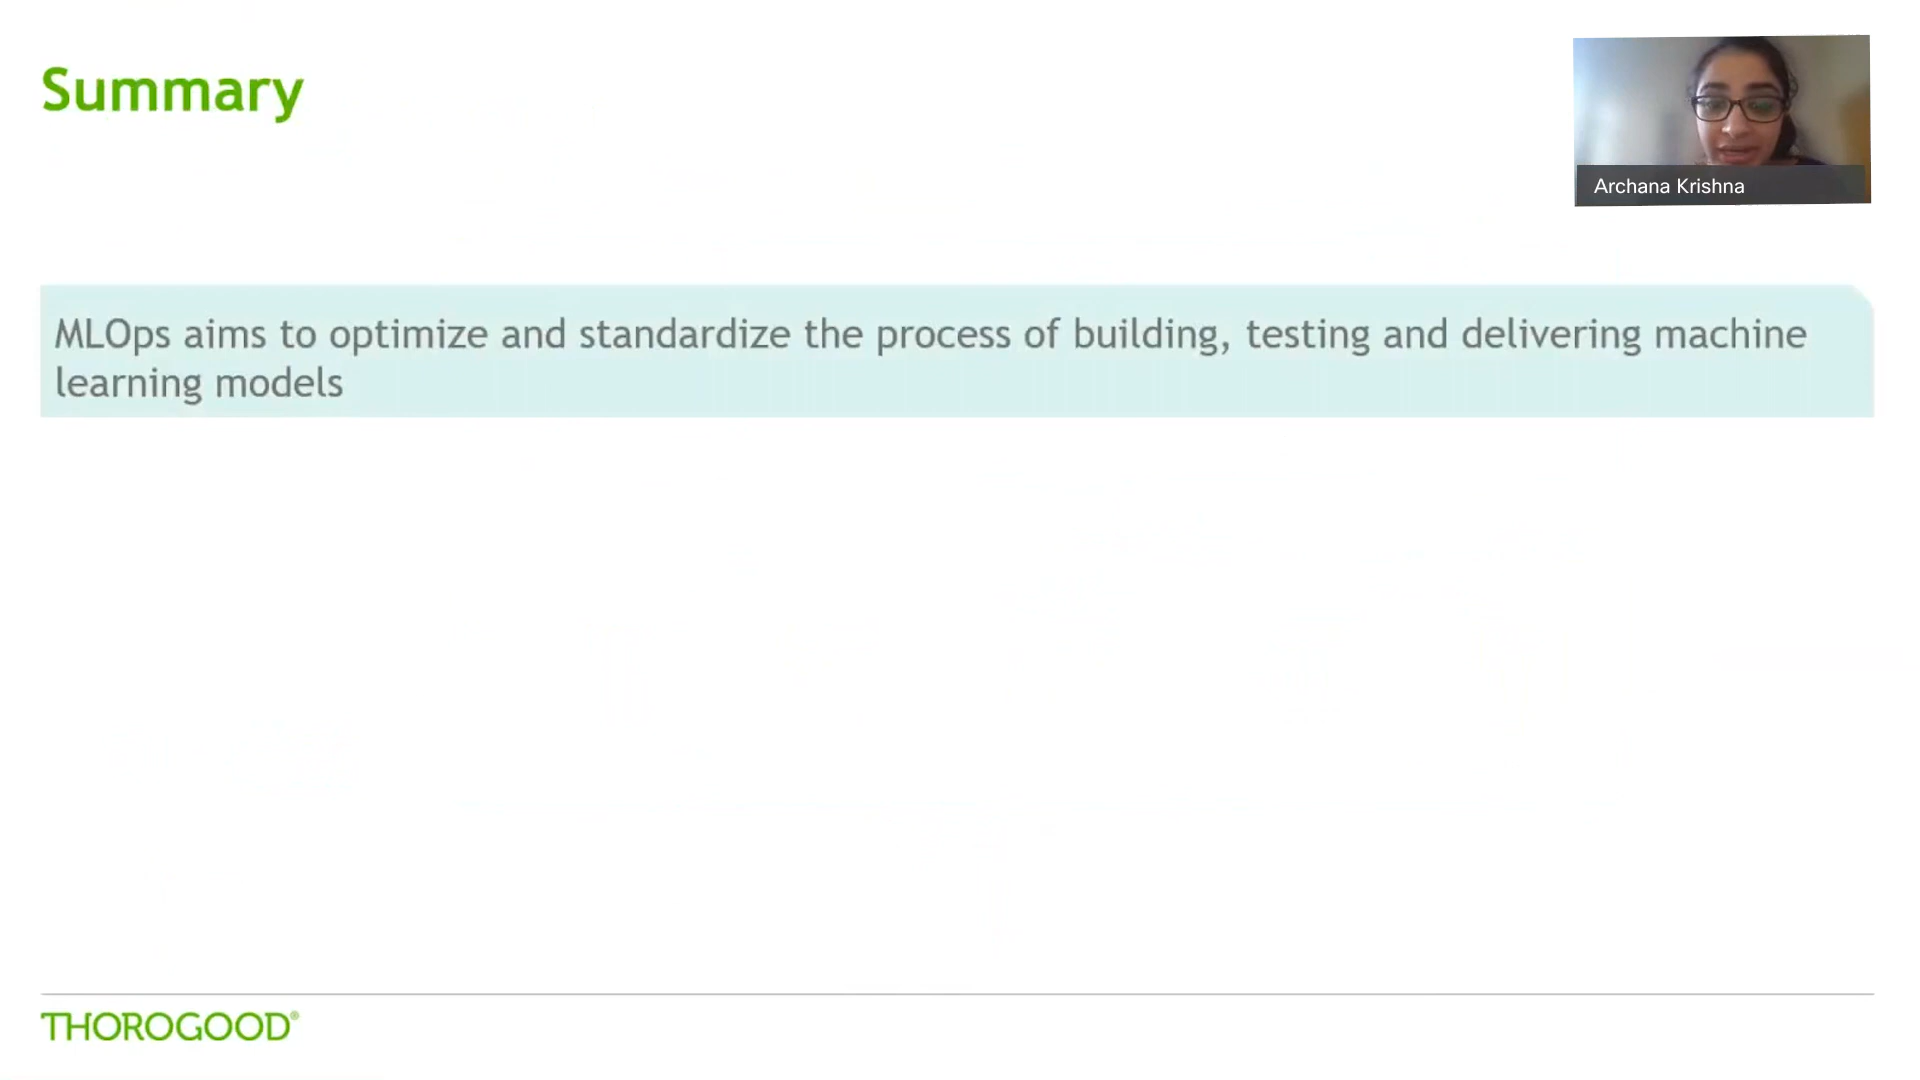 Summary
Archana Krishna
MLOps aims to optimize and standardize the process of building, testing and delivering machine
learning models
THOROGOOD®